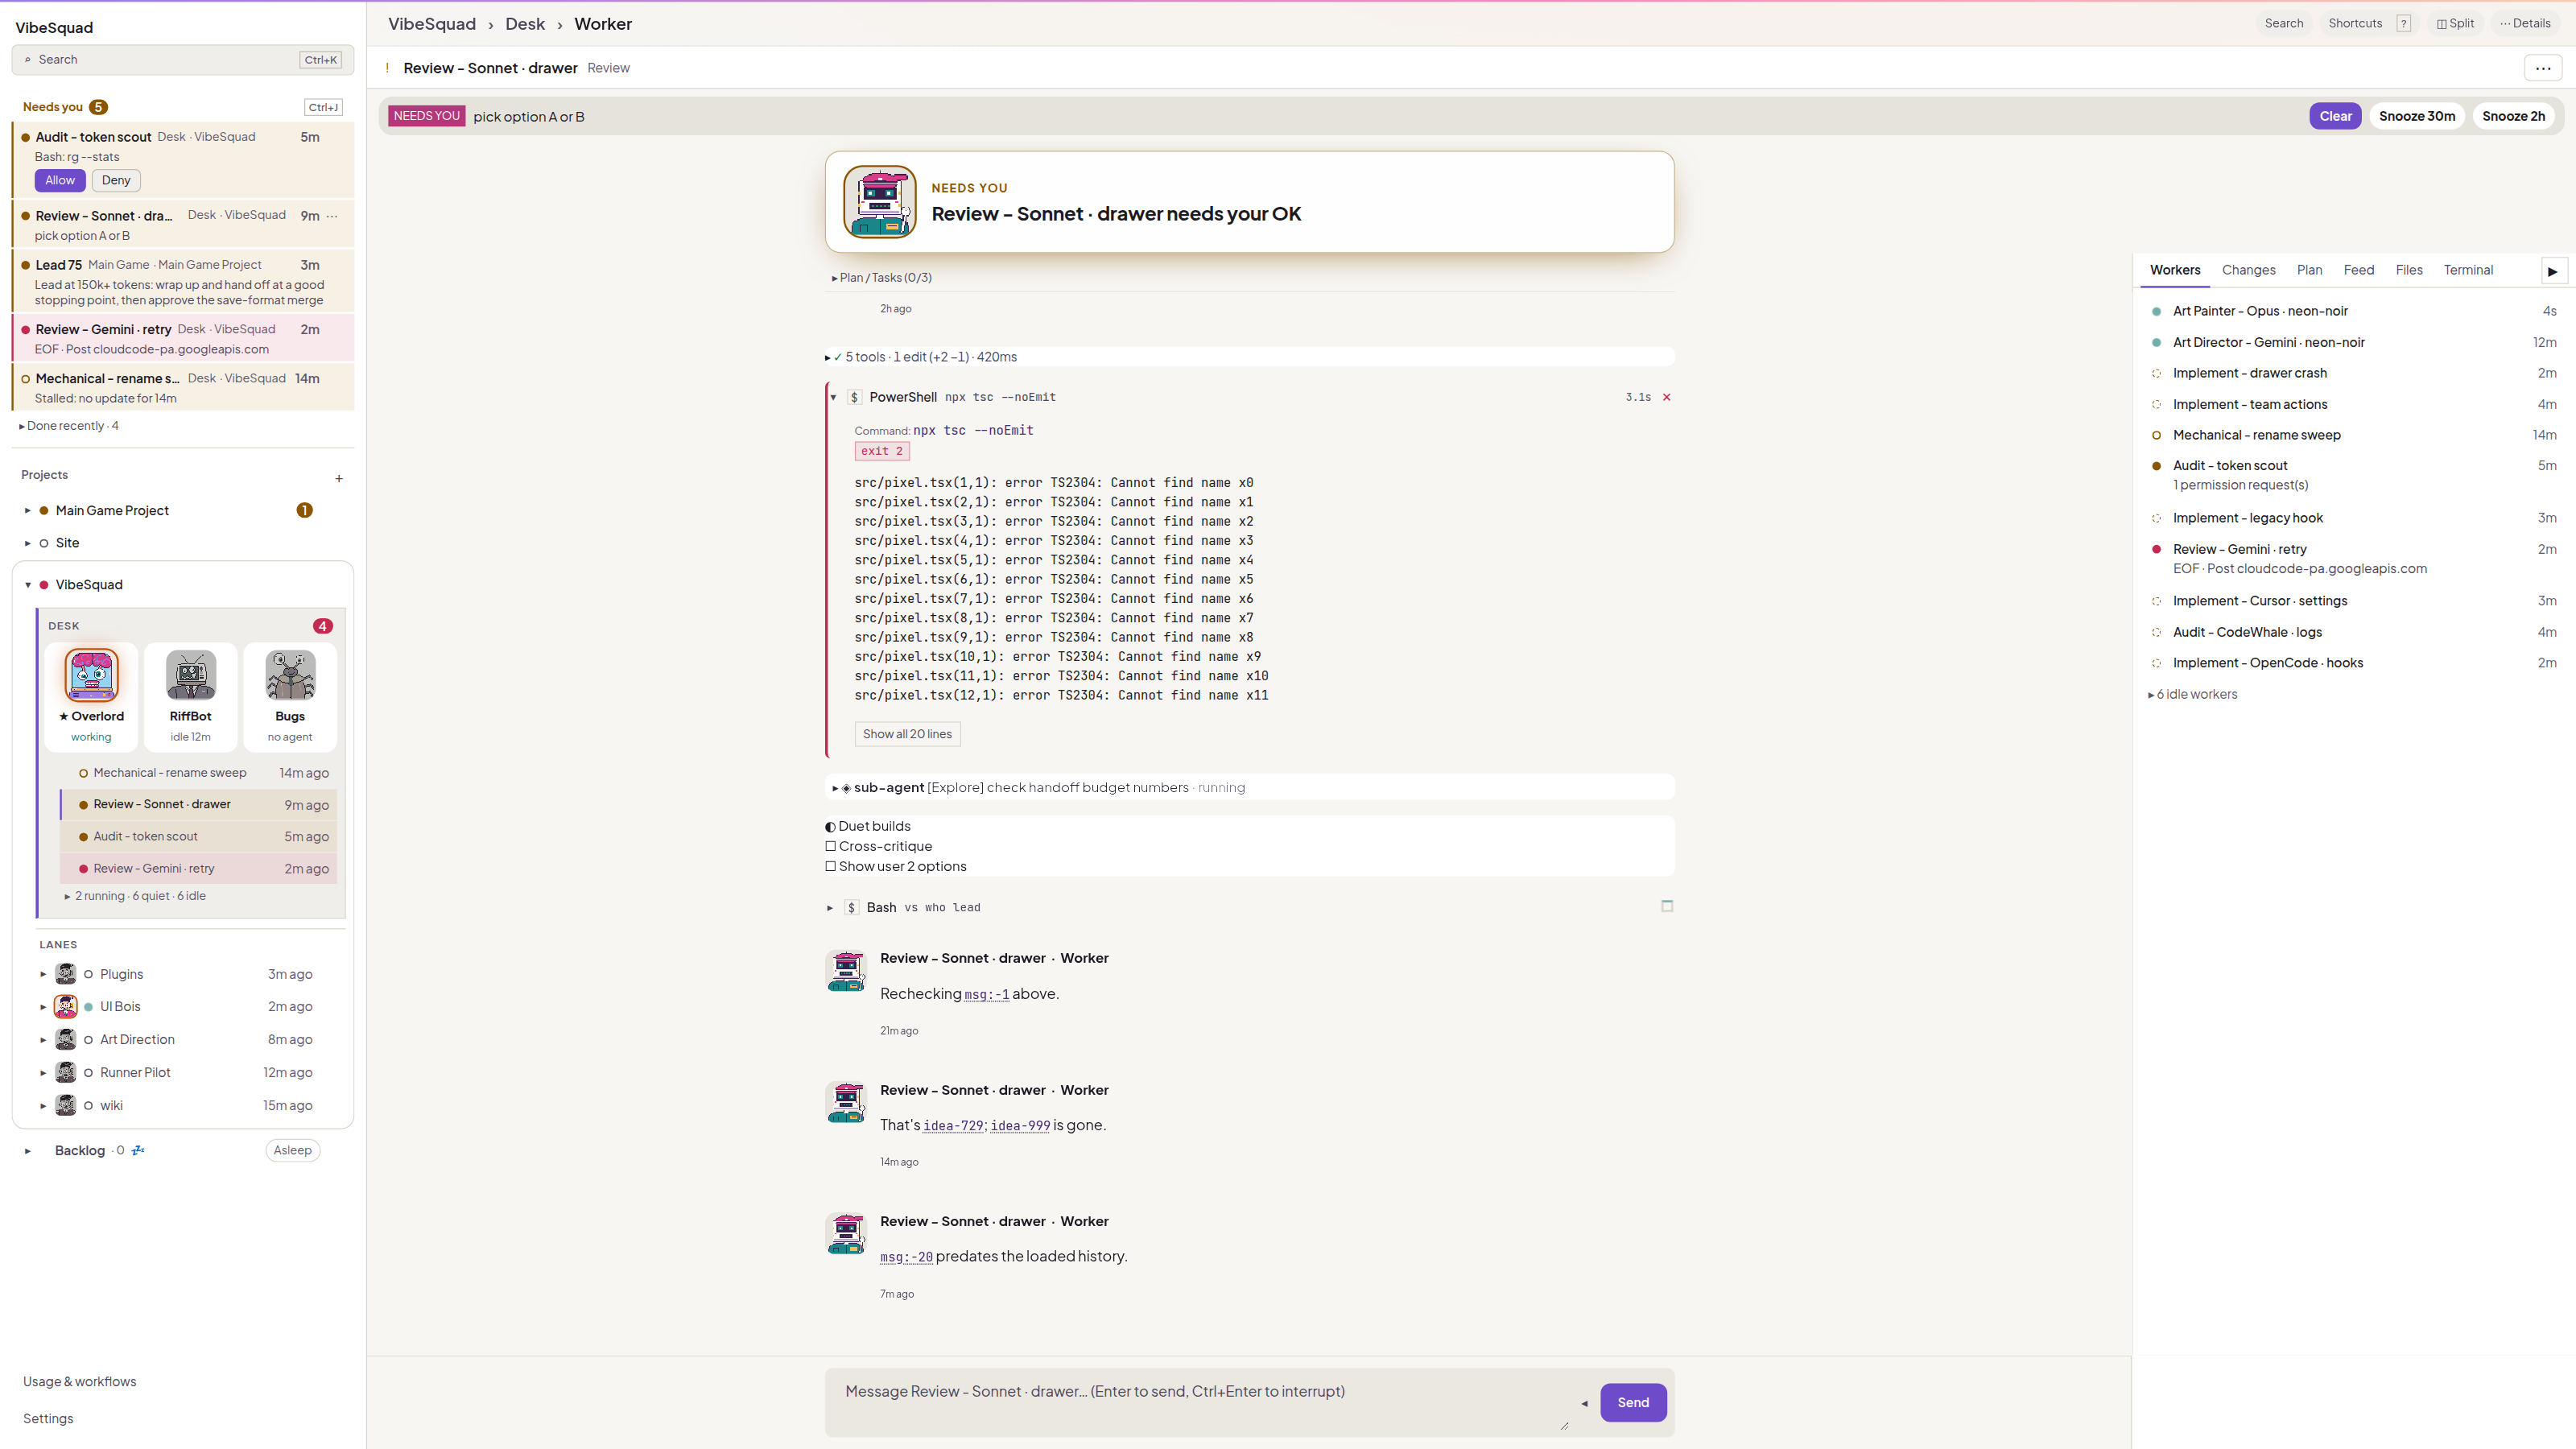 VibeSquad
Search Ctrl+K
Needs you 5 Ctrl+J
Audit - token scout Desk · VibeSquad 5m
Bash: rg --stats
Allow Deny
Review - Sonnet · dra... Desk · VibeSquad 9m ···
pick option A or B
Lead 75 Main Game · Main Game Project 3m
Lead at 150k+ tokens: wrap up and hand off at a good
stopping point, then approve the save-format merge
Review - Gemini · retry Desk · VibeSquad 2m
EOF · Post cloudcode-pa.googleapis.com
Mechanical - rename s... Desk · VibeSquad 14m
Stalled: no update for 14m
▸ Done recently · 4
Projects +
▸ Main Game Project 1
▸ Site
▾ VibeSquad
DESK 4
★ Overlord
working
RiffBot
idle 12m
Bugs
no agent
Mechanical - rename sweep 14m ago
Review - Sonnet · drawer 9m ago
Audit - token scout 5m ago
Review - Gemini · retry 2m ago
▸ 2 running · 6 quiet · 6 idle
LANES
▸ Plugins 3m ago
▸ UI Bois 2m ago
▸ Art Direction 8m ago
▸ Runner Pilot 12m ago
▸ wiki 15m ago
▸ Backlog · 0 💤 Asleep
Usage & workflows
Settings
VibeSquad › Desk › Worker
Search Shortcuts ? Split ··· Details
! Review - Sonnet · drawer Review ···
NEEDS YOU pick option A or B
Clear Snooze 30m Snooze 2h
NEEDS YOU
Review - Sonnet · drawer needs your OK
▸ Plan / Tasks (0/3)
2h ago
▸ ✓ 5 tools · 1 edit (+2 −1) · 420ms
▾ $ PowerShell npx tsc --noEmit 3.1s ✕
Command: npx tsc --noEmit
exit 2
src/pixel.tsx(1,1): error TS2304: Cannot find name x0
src/pixel.tsx(2,1): error TS2304: Cannot find name x1
src/pixel.tsx(3,1): error TS2304: Cannot find name x2
src/pixel.tsx(4,1): error TS2304: Cannot find name x3
src/pixel.tsx(5,1): error TS2304: Cannot find name x4
src/pixel.tsx(6,1): error TS2304: Cannot find name x5
src/pixel.tsx(7,1): error TS2304: Cannot find name x6
src/pixel.tsx(8,1): error TS2304: Cannot find name x7
src/pixel.tsx(9,1): error TS2304: Cannot find name x8
src/pixel.tsx(10,1): error TS2304: Cannot find name x9
src/pixel.tsx(11,1): error TS2304: Cannot find name x10
src/pixel.tsx(12,1): error TS2304: Cannot find name x11
Show all 20 lines
▸ ◈ sub-agent [Explore] check handoff budget numbers · running
◐ Duet builds
☐ Cross-critique
☐ Show user 2 options
▸ $ Bash vs who lead
Review - Sonnet · drawer · Worker
Rechecking msg:-1 above.
21m ago
Review - Sonnet · drawer · Worker
That's idea-729; idea-999 is gone.
14m ago
Review - Sonnet · drawer · Worker
msg:-20 predates the loaded history.
7m ago
Message Review - Sonnet · drawer… (Enter to send, Ctrl+Enter to interrupt)
◂ Send
Workers Changes Plan Feed Files Terminal ▶
Art Painter - Opus · neon-noir 4s
Art Director - Gemini · neon-noir 12m
Implement - drawer crash 2m
Implement - team actions 4m
Mechanical - rename sweep 14m
Audit - token scout 5m
1 permission request(s)
Implement - legacy hook 3m
Review - Gemini · retry 2m
EOF · Post cloudcode-pa.googleapis.com
Implement - Cursor · settings 3m
Audit - CodeWhale · logs 4m
Implement - OpenCode · hooks 2m
▸ 6 idle workers